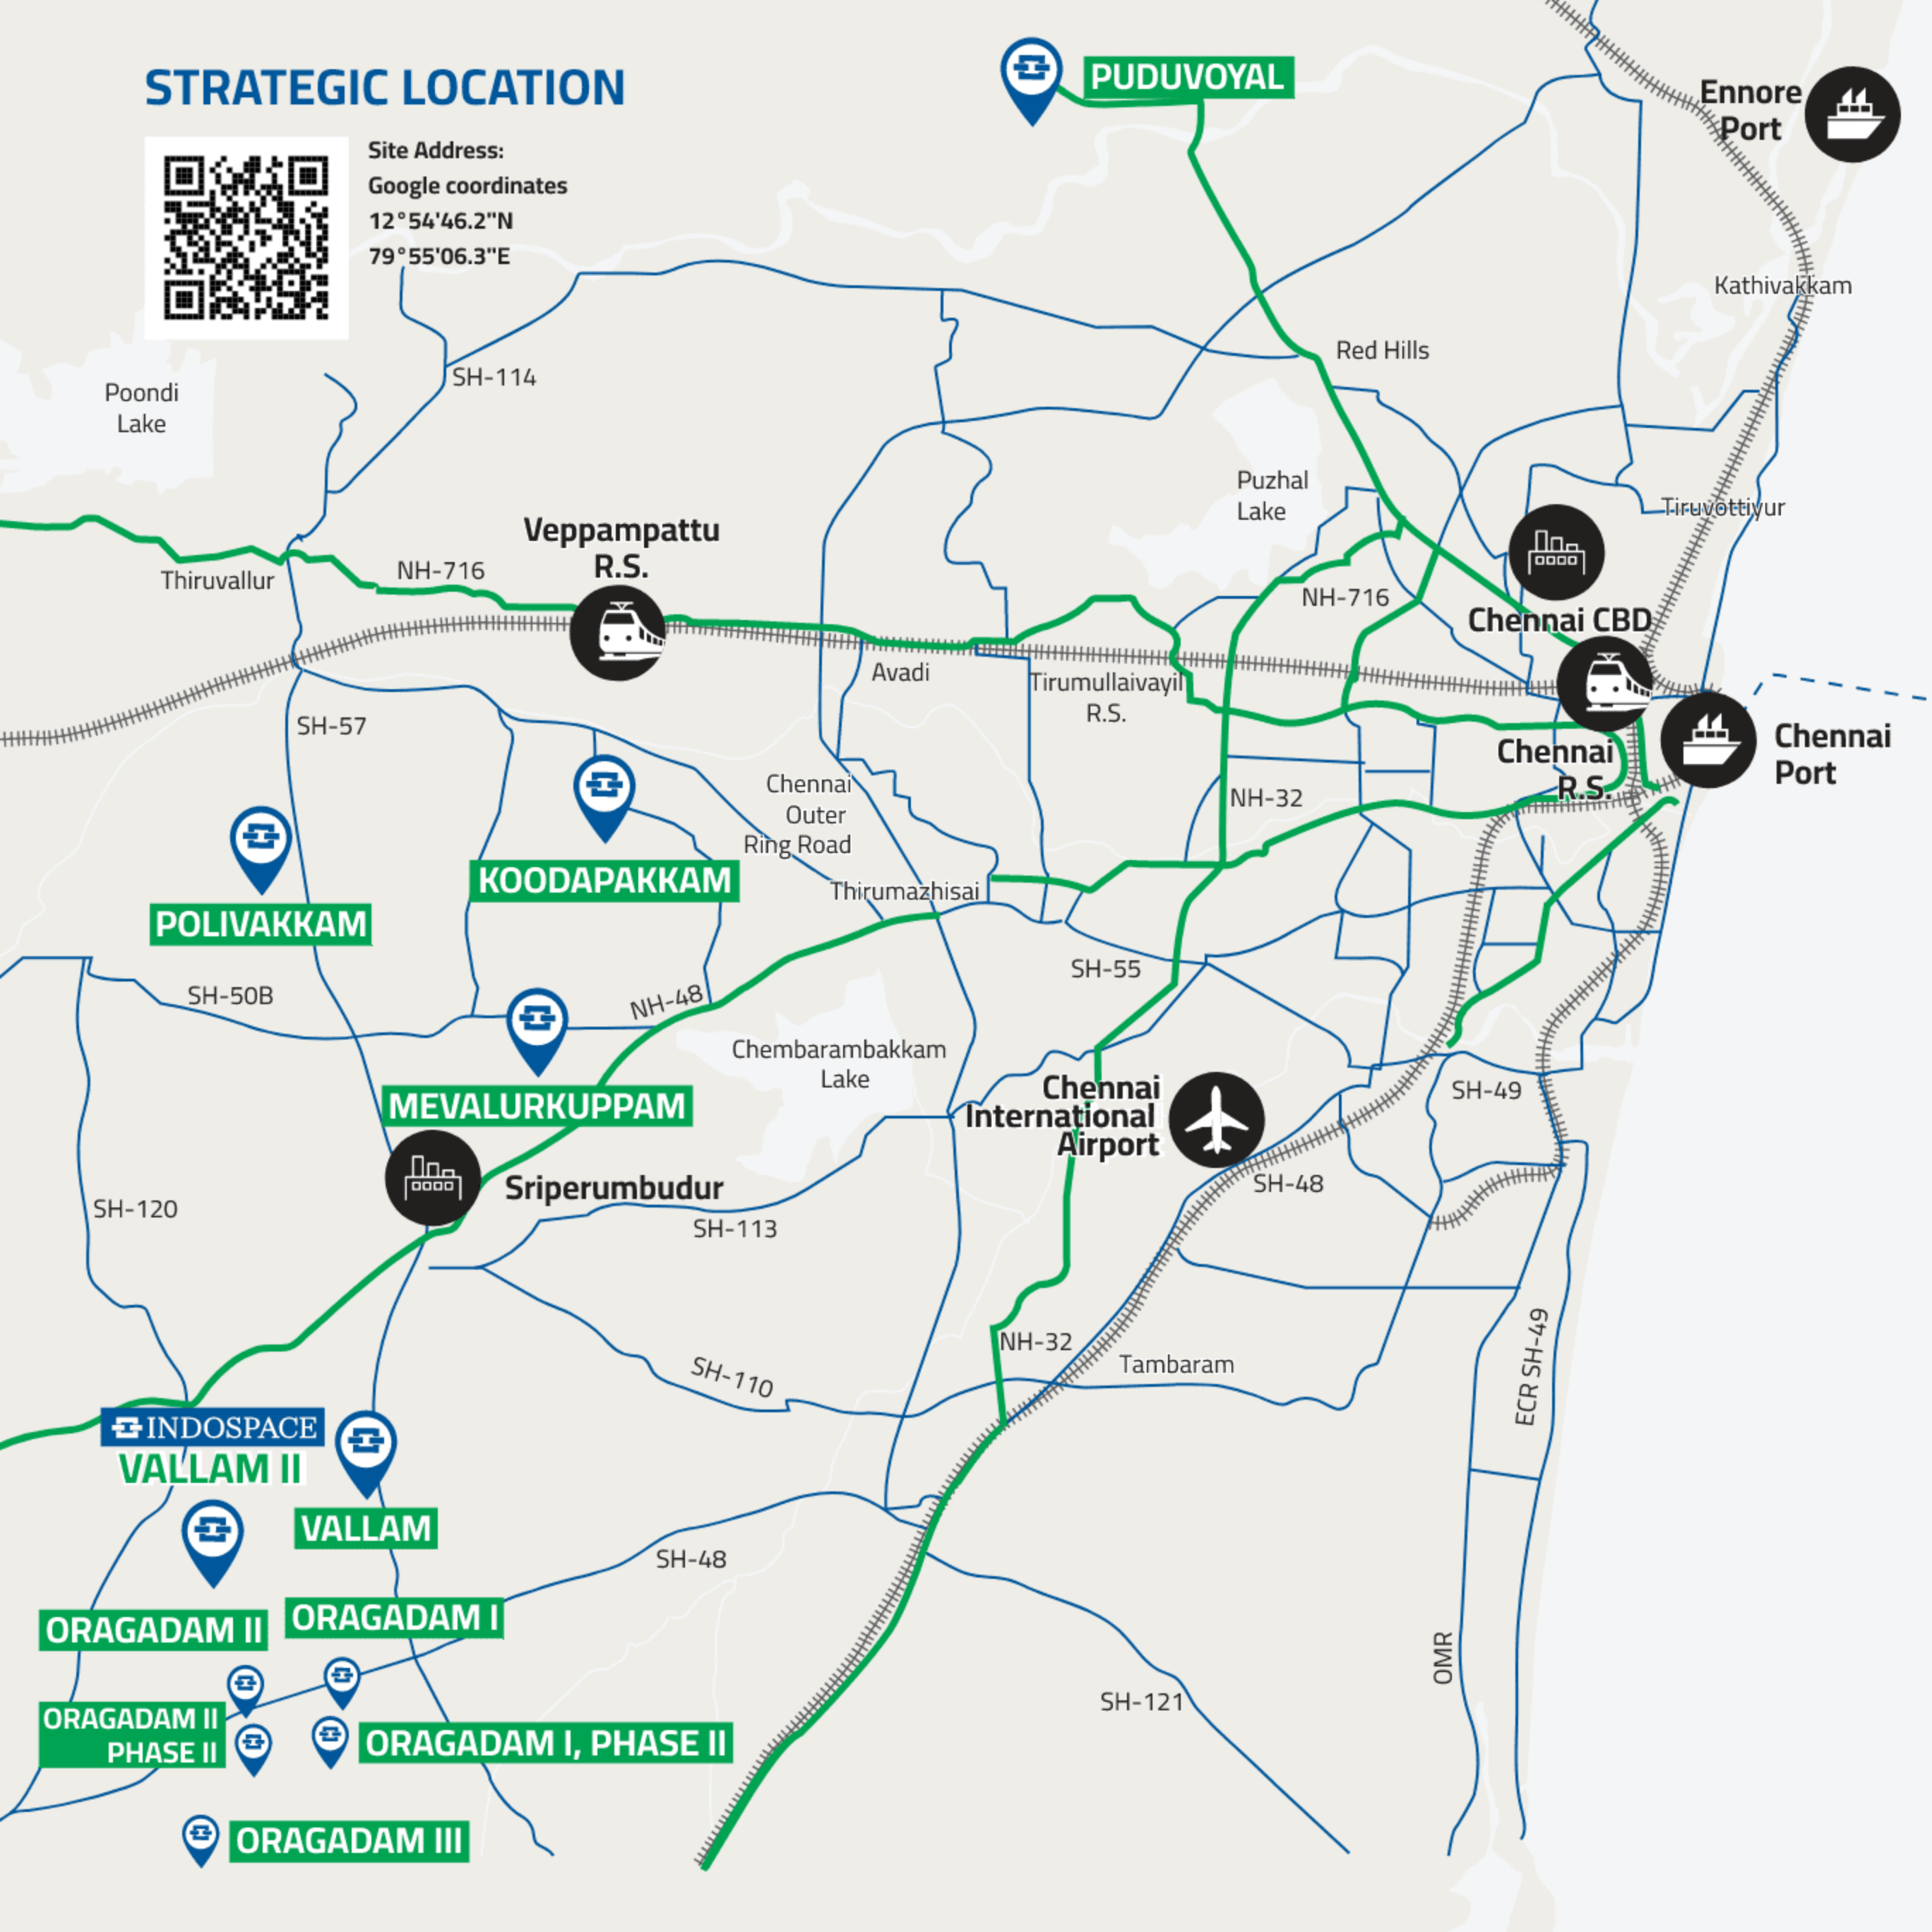 STRATEGIC LOCATION
Site Address:
Google coordinates
12°54'46.2"N
79°55'06.3"E
PUDUVOYAL
Ennore
Port
Kathivakkam
Red Hills
SH-114
Poondi
Lake
Puzhal
Lake
Tiruvottiyur
Veppampattu
R.S.
NH-716
Thiruvallur
NH-716
Chennai CBD
Avadi
Tirumullaivayil
R.S.
SH-57
Chennai
R.S.
Chennai
Port
Chennai
Outer
Ring Road
NH-32
KOODAPAKKAM
Thirumazhisai
POLIVAKKAM
SH-55
SH-50B
NH-48
Chembarambakkam
Lake
MEVALURKUPPAM
Chennai
International
Airport
SH-49
Sriperumbudur
SH-48
SH-120
SH-113
NH-32
Tambaram
SH-110
ECR SH-49
INDOSPACE
VALLAM II
VALLAM
SH-48
ORAGADAM I
ORAGADAM II
OMR
SH-121
ORAGADAM II
PHASE II
ORAGADAM I, PHASE II
ORAGADAM III